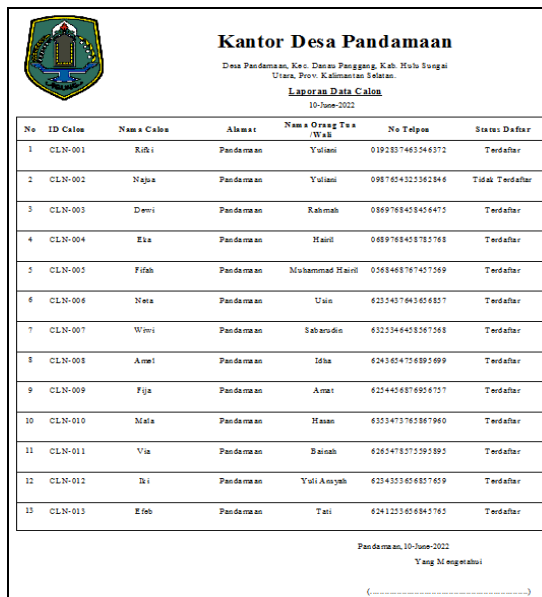 Kantor Desa Pandamaan
Desa Pandamaan, Kec. Danau Panggang, Kab. Hulu Sungai
Utara, Prov. Kalimantan Selatan.
Laporan Data Calon
10-June-2022
No ID Calon Nama Calon Alamat Nama Orang Tua /Wali No Telpon Status Daftar
1 CLN-001 Rifki Pandamaan Yuliani 0192837463546372 Terdaftar
2 CLN-002 Najua Pandamaan Yuliani 0987654325362846 Tidak Terdaftar
3 CLN-003 Dewi Pandamaan Rahmah 0869768458456475 Terdaftar
4 CLN-004 Eka Pandamaan Hairil 0689768458785768 Terdaftar
5 CLN-005 Fifah Pandamaan Muhammad Hairil 0568468767457569 Terdaftar
6 CLN-006 Neta Pandamaan Usin 6235437643656857 Terdaftar
7 CLN-007 Wiwi Pandamaan Sabarudin 6325346458567568 Terdaftar
8 CLN-008 Amel Pandamaan Idha 6243654756895699 Terdaftar
9 CLN-009 Fija Pandamaan Amat 6254456876956757 Terdaftar
10 CLN-010 Mala Pandamaan Hasan 6353473765867960 Terdaftar
11 CLN-011 Via Pandamaan Bainah 6265478575595895 Terdaftar
12 CLN-012 Iki Pandamaan Yuli Ansyah 6234353656857659 Terdaftar
13 CLN-013 Efeb Pandamaan Tati 6241253656845765 Terdaftar
Pandamaan, 10-June-2022
Yang Mengetahui
(.....................................................)